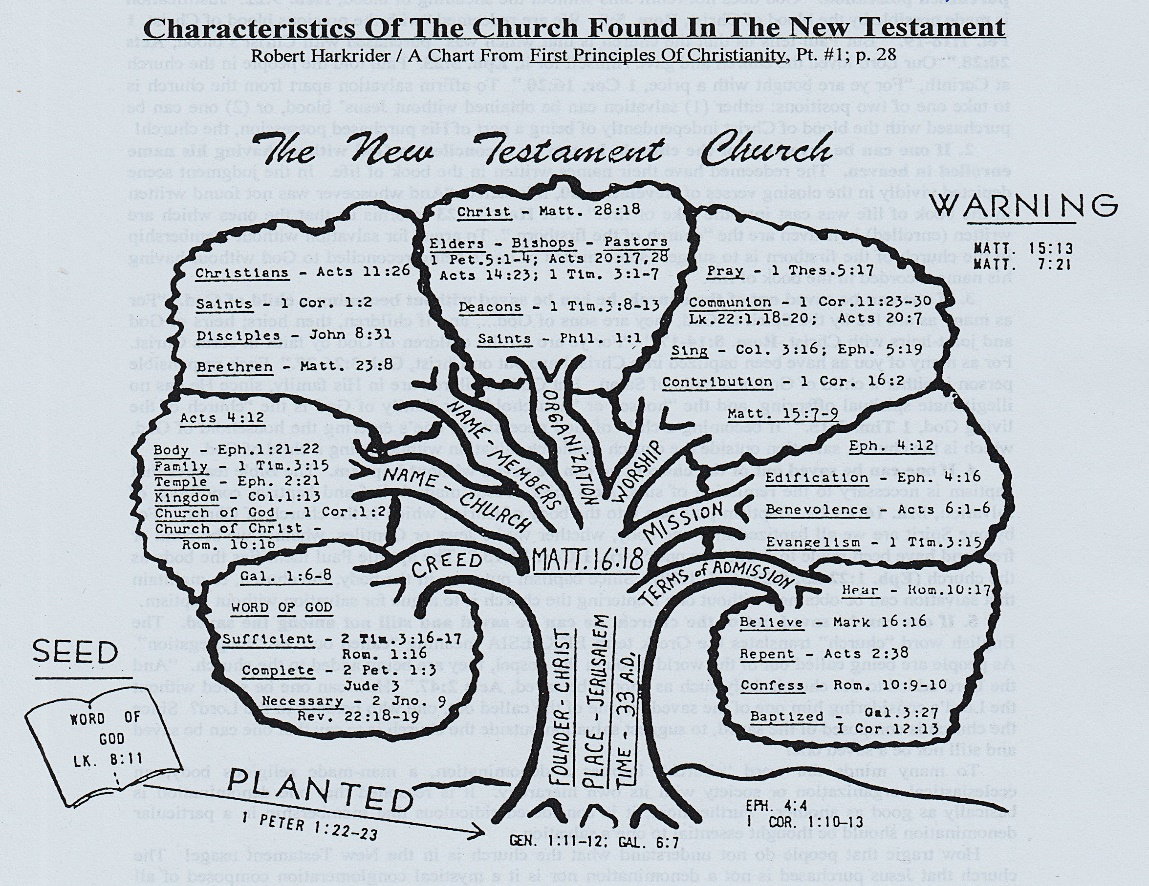 Characteristics Of The Church Found In The New Testament
Robert Harkrider / A Chart From First Principles Of Christianity, Pt. #1; p. 28
The New Testament Church
WARNING
MATT. 15:13
MATT. 7:21
Christ - Matt. 28:18
Elders - Bishops - Pastors
1 Pet.5:1-4; Acts 20:17,28
Acts 14:23; 1 Tim. 3:1-7
Deacons - 1 Tim.3:8-13
Saints - Phil. 1:1
Christians - Acts 11:26
Saints - 1 Cor. 1:2
Disciples - John 8:31
Brethren - Matt. 23:8
Pray - 1 Thes.5:17
Communion - 1 Cor.11:23-30
Lk.22:1,18-20; Acts 20:7
Sing - Col. 3:16; Eph. 5:19
Contribution - 1 Cor. 16:2
Matt. 15:7-9
Acts 4:12
Body - Eph.1:21-22
Family - 1 Tim.3:15
Temple - Eph. 2:21
Kingdom - Col.1:13
Church of God - 1 Cor.1:2
Church of Christ -
Rom. 16:16
Eph. 4:12
Edification - Eph. 4:16
Benevolence - Acts 6:1-6
Evangelism - 1 Tim.3:15
NAME - MEMBERS
ORGANIZATION
WORSHIP
NAME - CHURCH
MISSION
CREED
MATT. 16:18
TERMS of ADMISSION
Gal. 1:6-8
WORD OF GOD
Sufficient - 2 Tim.3:16-17
Rom. 1:16
Complete - 2 Pet. 1:3
Jude 3
Necessary - 2 Jno. 9
Rev. 22:18-19
Hear - Rom.10:17
Believe - Mark 16:16
Repent - Acts 2:38
Confess - Rom. 10:9-10
Baptized - Gal.3:27
I Cor.12:13
FOUNDER - CHRIST
PLACE - JERUSALEM
TIME - 33 A.D.
SEED
WORD OF
GOD
LK. 8:11
PLANTED
1 PETER 1:22-23
GEN. 1:11-12; GAL. 6:7
EPH. 4:4
I COR. 1:10-13